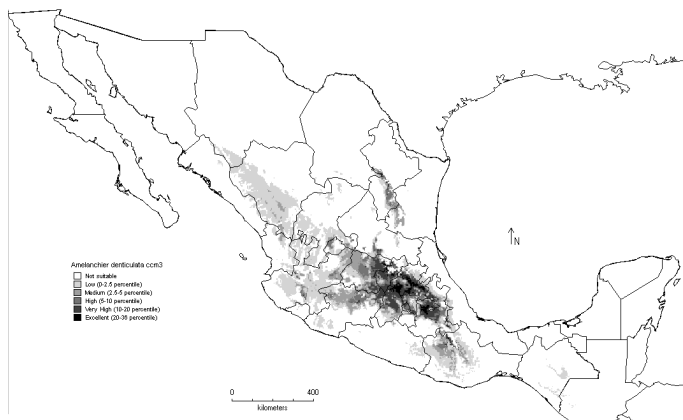 N
Amelanchier denticulata ccm3
Not suitable
Low (0-2.5 percentile)
Medium (2.5-5 percentile)
High (5-10 percentile)
Very High (10-20 percentile)
Excellent (20-36 percentile)
0 400
kilometers